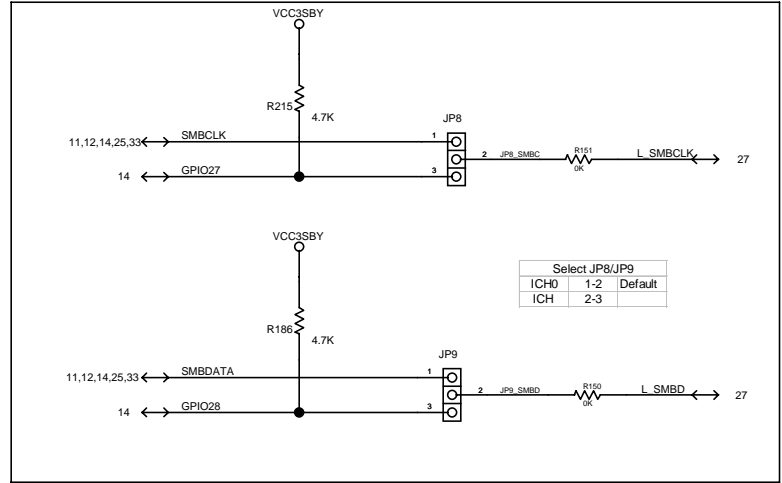 VCC3SBY
R215
4.7K
JP8
11,12,14,25,33 SMBCLK 1
2 JP8_SMBC R151 0K L_SMBCLK 27
14 GPIO27 3
VCC3SBY
Select JP8/JP9
ICH0 1-2 Default
ICH 2-3
R186
4.7K
JP9
11,12,14,25,33 SMBDATA 1
2 JP9_SMBD R150 0K L_SMBD 27
14 GPIO28 3